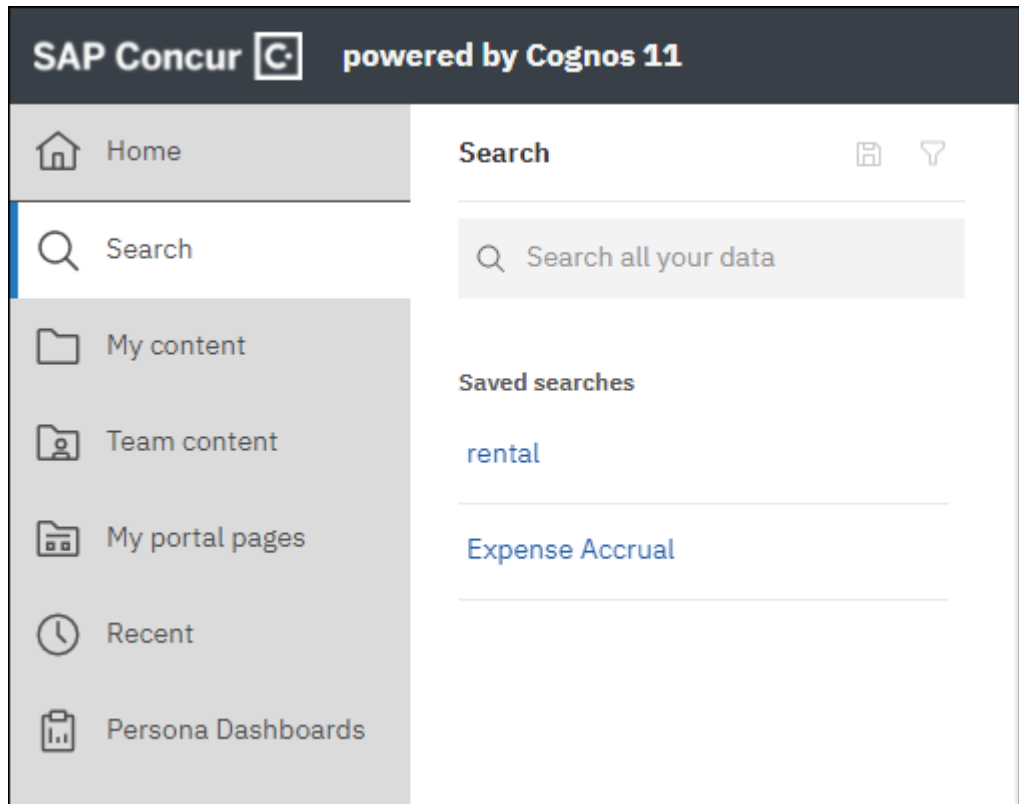 SAP Concur C powered by Cognos 11
Home
Search
My content
Team content
My portal pages
Recent
Persona Dashboards
Search
Search all your data
Saved searches
rental
Expense Accrual